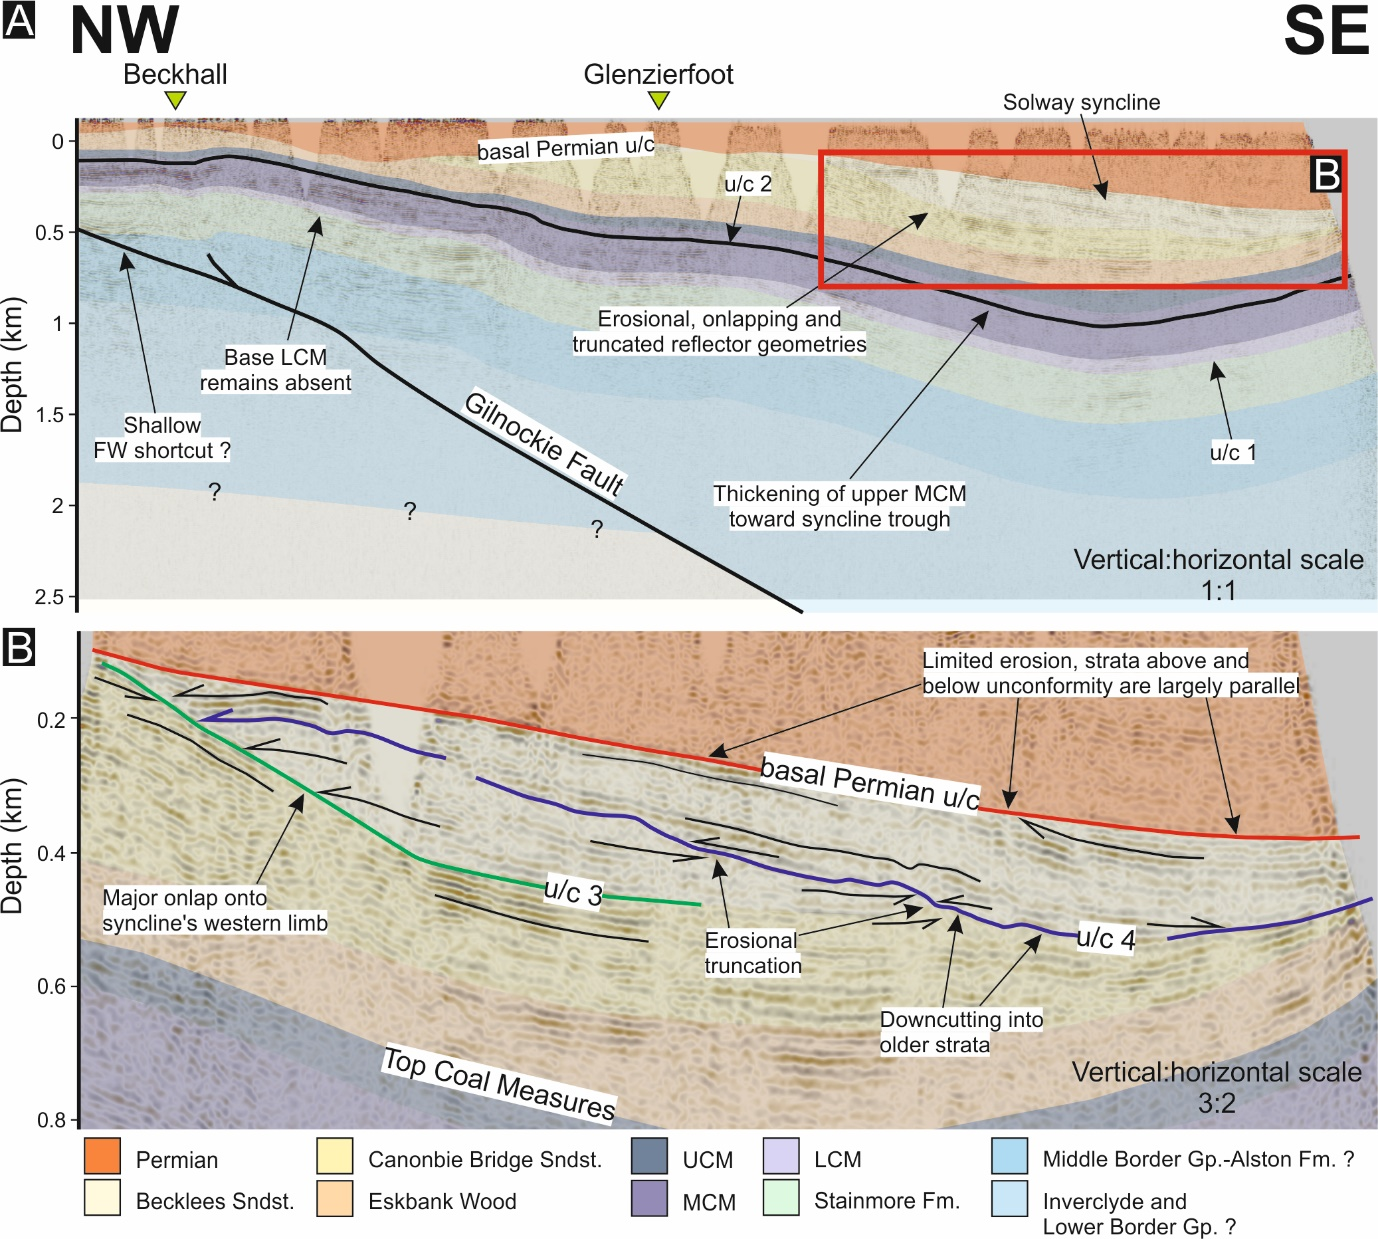 A
NW
SE
Beckhall
Glenzierfoot
Solway syncline
basal Permian u/c
u/c 2
B
0
0.5
1
1.5
2
2.5
Depth (km)
Erosional, onlapping and
truncated reflector geometries
Base LCM
remains absent
Shallow
FW shortcut ?
Gilnockie Fault
Thickening of upper MCM
toward syncline trough
u/c 1
?
?
?
Vertical:horizontal scale
1:1
B
Limited erosion, strata above and
below unconformity are largely parallel
0.2
0.4
0.6
0.8
Depth (km)
basal Permian u/c
Major onlap onto
syncline's western limb
u/c 3
Erosional
truncation
u/c 4
Downcutting into
older strata
Top Coal Measures
Vertical:horizontal scale
3:2
Permian
Canonbie Bridge Sndst.
UCM
LCM
Middle Border Gp.-Alston Fm. ?
Becklees Sndst.
Eskbank Wood
MCM
Stainmore Fm.
Inverclyde and
Lower Border Gp. ?